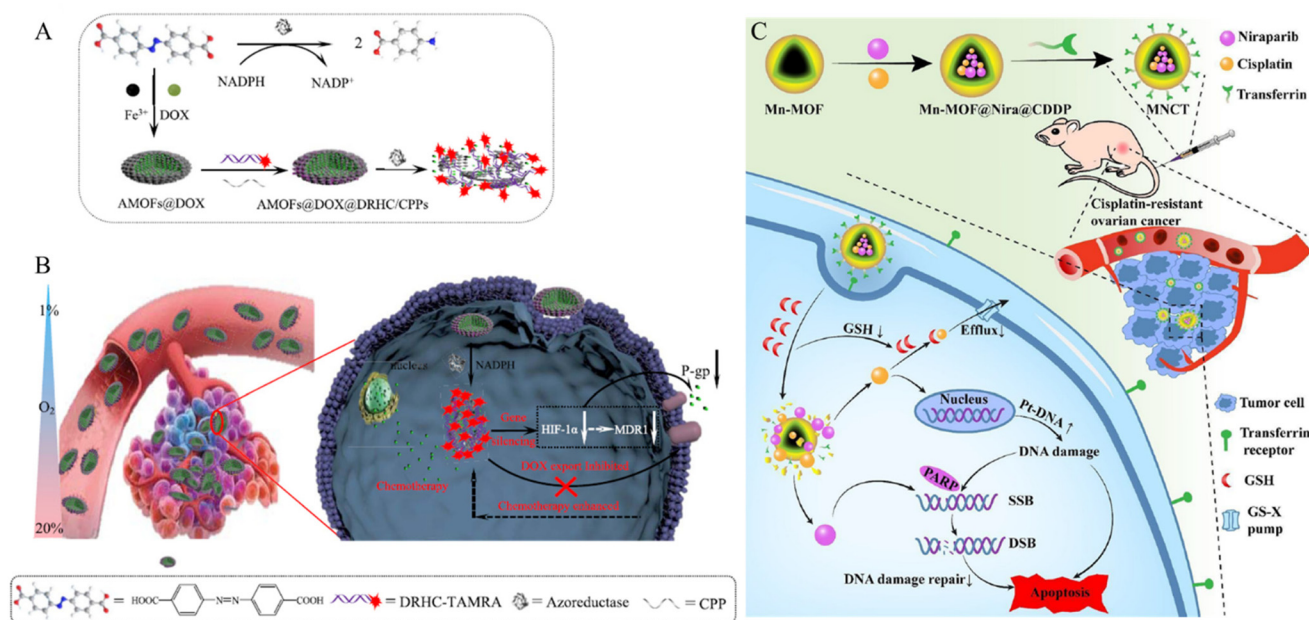 A
2
NADPH
NADP⁺
Fe³⁺
DOX
AMOFs@DOX
AMOFs@DOX@DRHC/CPPs
B
1%
O₂
20%
nucleus
NADPH
P-gp
Gene
silencing
HIF-1α
MDR1
DOX export inhibited
Chemotherapy
Chemotherapy enhanced
=
HOOC
N=N
COOH
= DRHC-TAMRA
= Azoreductase
= CPP
C
Mn-MOF
Mn-MOF@Nira@CDDP
MNCT
Niraparib
Cisplatin
Transferrin
Cisplatin-resistant
ovarian cancer
GSH↓
Efflux↓
Nucleus
Pt-DNA↑
DNA damage
PARP
SSB
DSB
DNA damage repair↓
Apoptosis
Tumor cell
Transferrin
receptor
GSH
GS-X
pump